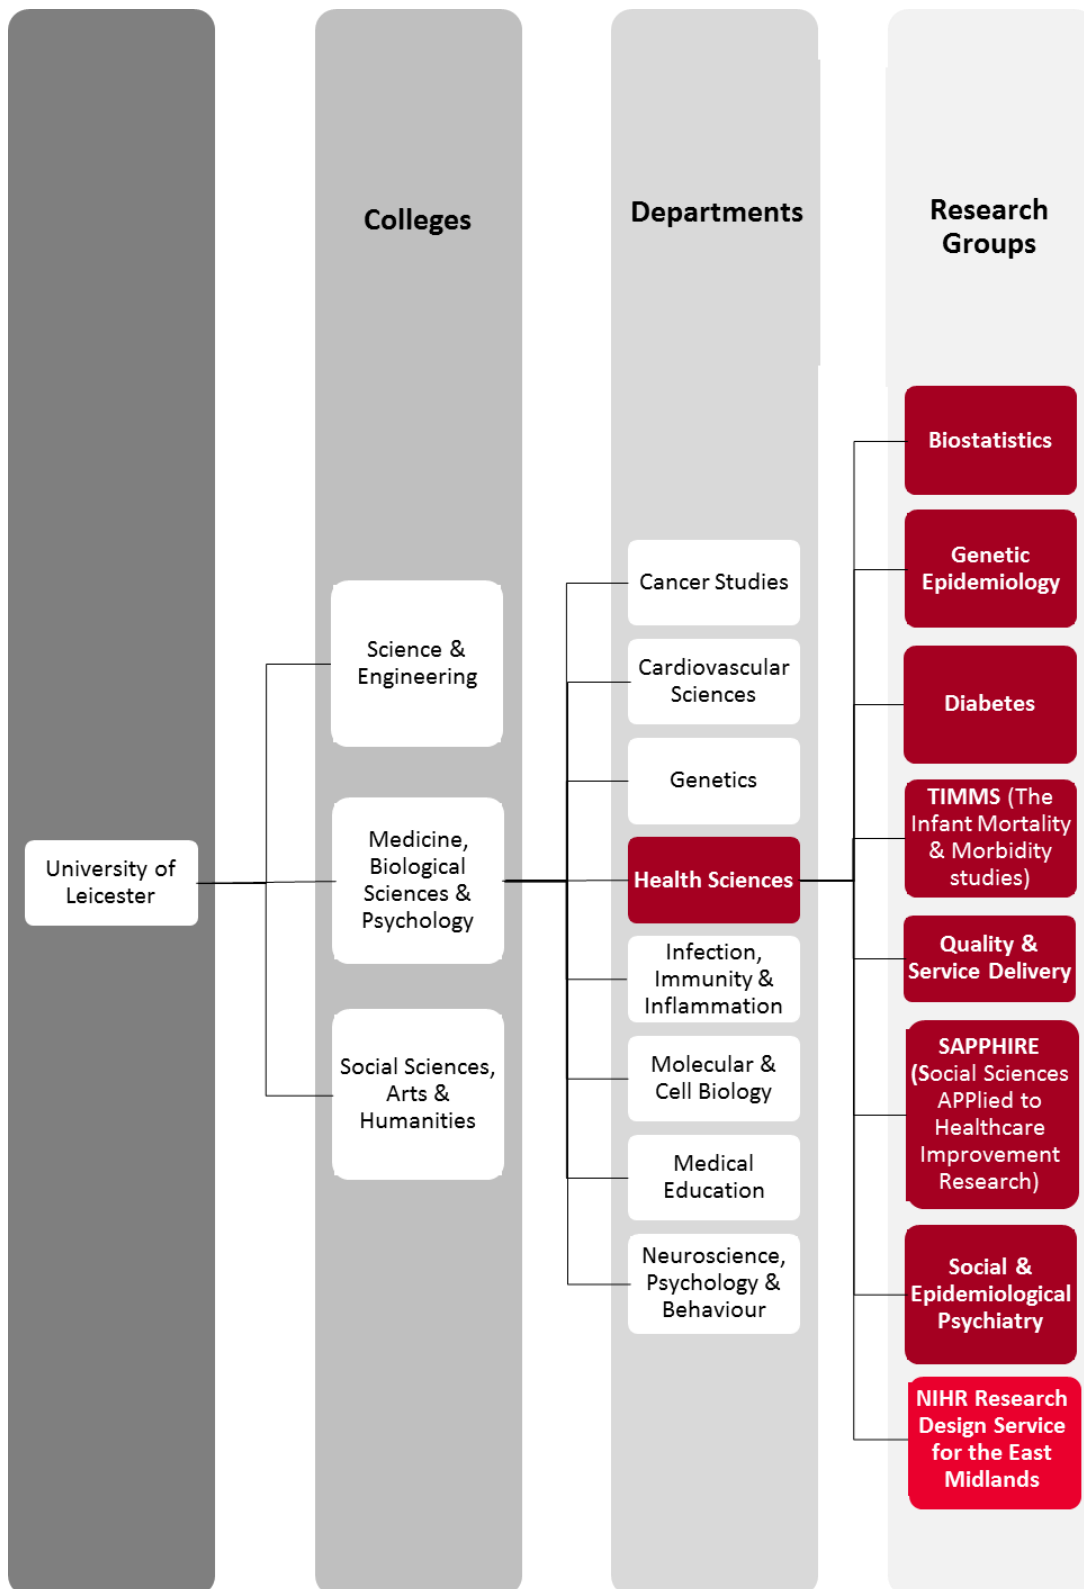 Colleges
Departments
Research
Groups
University of
Leicester
Science &
Engineering
Medicine,
Biological
Sciences &
Psychology
Social Sciences,
Arts &
Humanities
Cancer Studies
Cardiovascular
Sciences
Genetics
Health Sciences
Infection,
Immunity &
Inflammation
Molecular &
Cell Biology
Medical
Education
Neuroscience,
Psychology &
Behaviour
Biostatistics
Genetic
Epidemiology
Diabetes
TIMMS (The
Infant Mortality
& Morbidity
studies)
Quality &
Service Delivery
SAPPHIRE
(Social Sciences
APPlied to
Healthcare
Improvement
Research)
Social &
Epidemiological
Psychiatry
NIHR Research
Design Service
for the East
Midlands